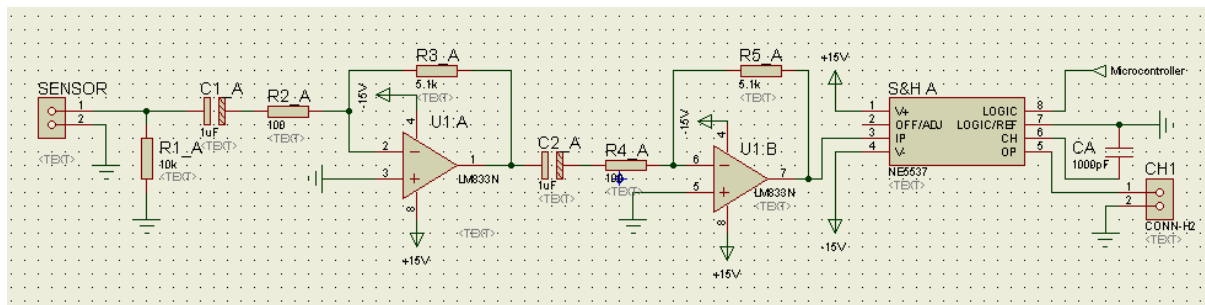 SENSOR
1
2
<TEXT>
R1_A
10k
<TEXT>
C1_A
1uF
<TEXT>
R2_A
100
<TEXT>
R3_A
5.1k
<TEXT>
-15V
4
U1:A
2
3
1
LM833N
8
<TEXT>
+15V
C2_A
1uF
<TEXT>
R4_A
<TEXT>
R5_A
5.1k
<TEXT>
-15V
4
U1:B
6
5
7
LM833N
<TEXT>
8
+15V
+15V
-15V
S&H A
1 V+ LOGIC 8
2 OFF/ADJ LOGIC/REF 7
3 IP CH 6
4 V- OP 5
NE5537
<TEXT>
Microcontroller
CA
1000pF
<TEXT>
CH1
1
2
CONN-H2
<TEXT>